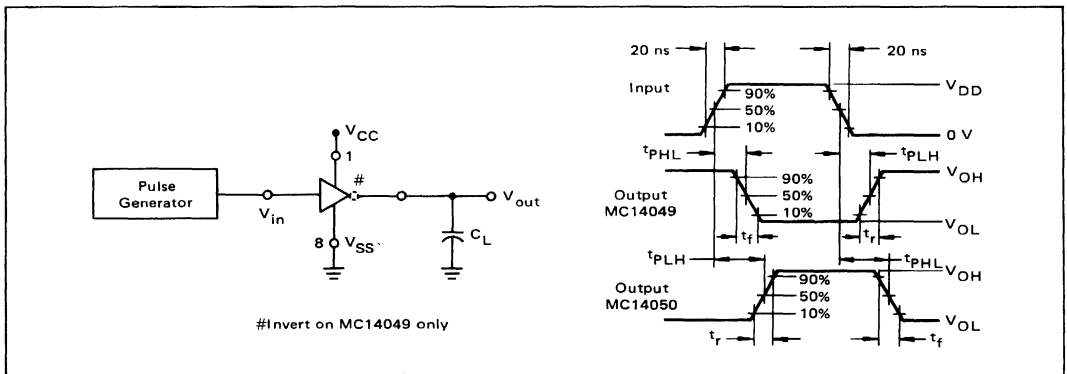 Pulse
Generator
V_in
V_CC
1
#
8
V_SS
C_L
V_out
#Invert on MC14049 only
20 ns
20 ns
Input
90%
50%
10%
V_DD
0 V
t_PHL
t_PLH
Output
MC14049
90%
50%
10%
V_OH
V_OL
t_f
t_r
t_PLH
t_PHL
Output
MC14050
90%
50%
10%
V_OH
V_OL
t_r
t_f